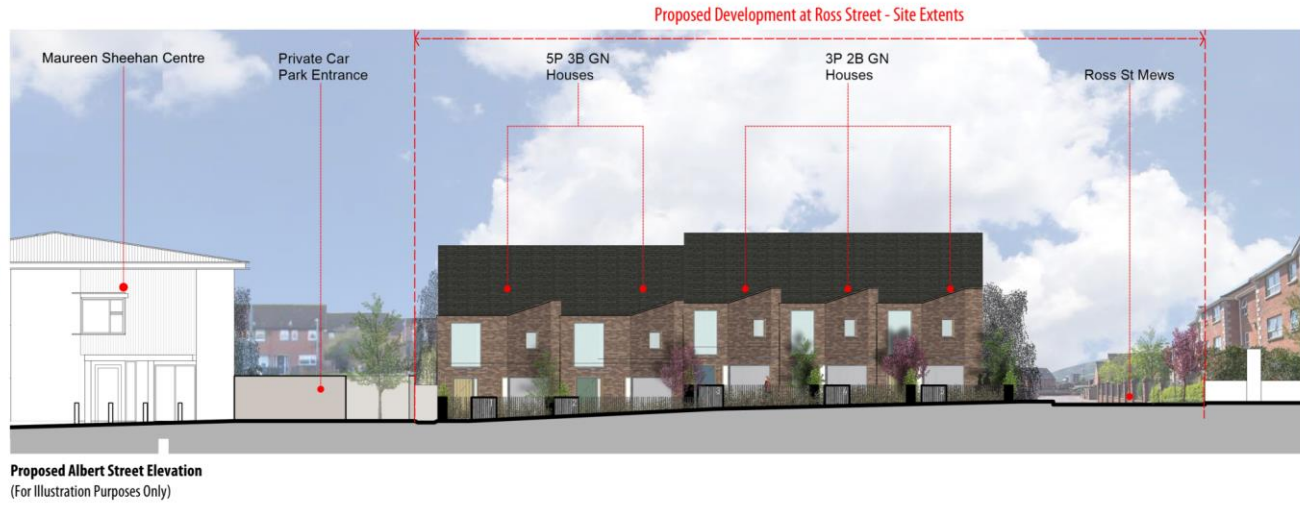 Proposed Development at Ross Street - Site Extents
Maureen Sheehan Centre
Private Car
Park Entrance
5P 3B GN
Houses
3P 2B GN
Houses
Ross St Mews
Proposed Albert Street Elevation
(For Illustration Purposes Only)